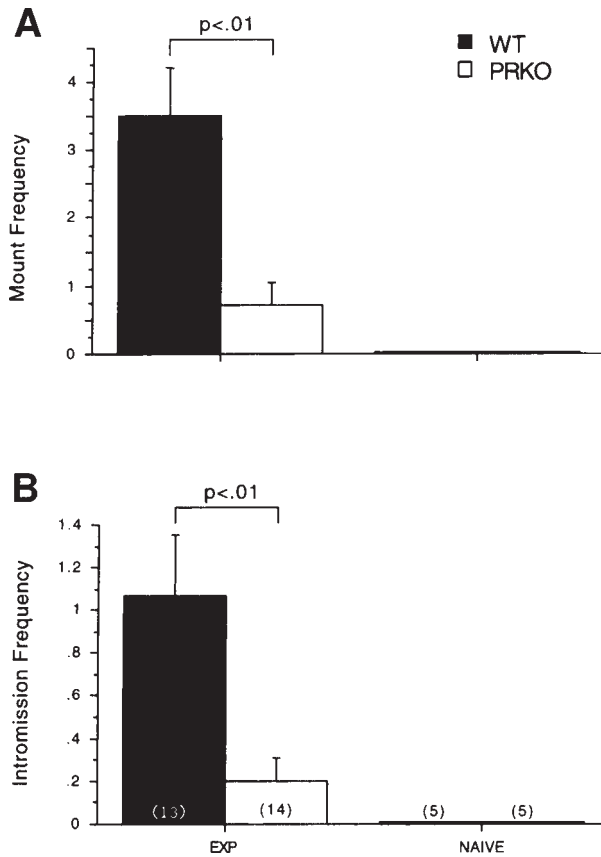 A
p<.01
WT
PRKO
Mount Frequency
4
3
2
1
0
B
p<.01
Intromission Frequency
1.4
1.2
1
.8
.6
.4
.2
0
(13) (14) (5) (5)
EXP NAIVE